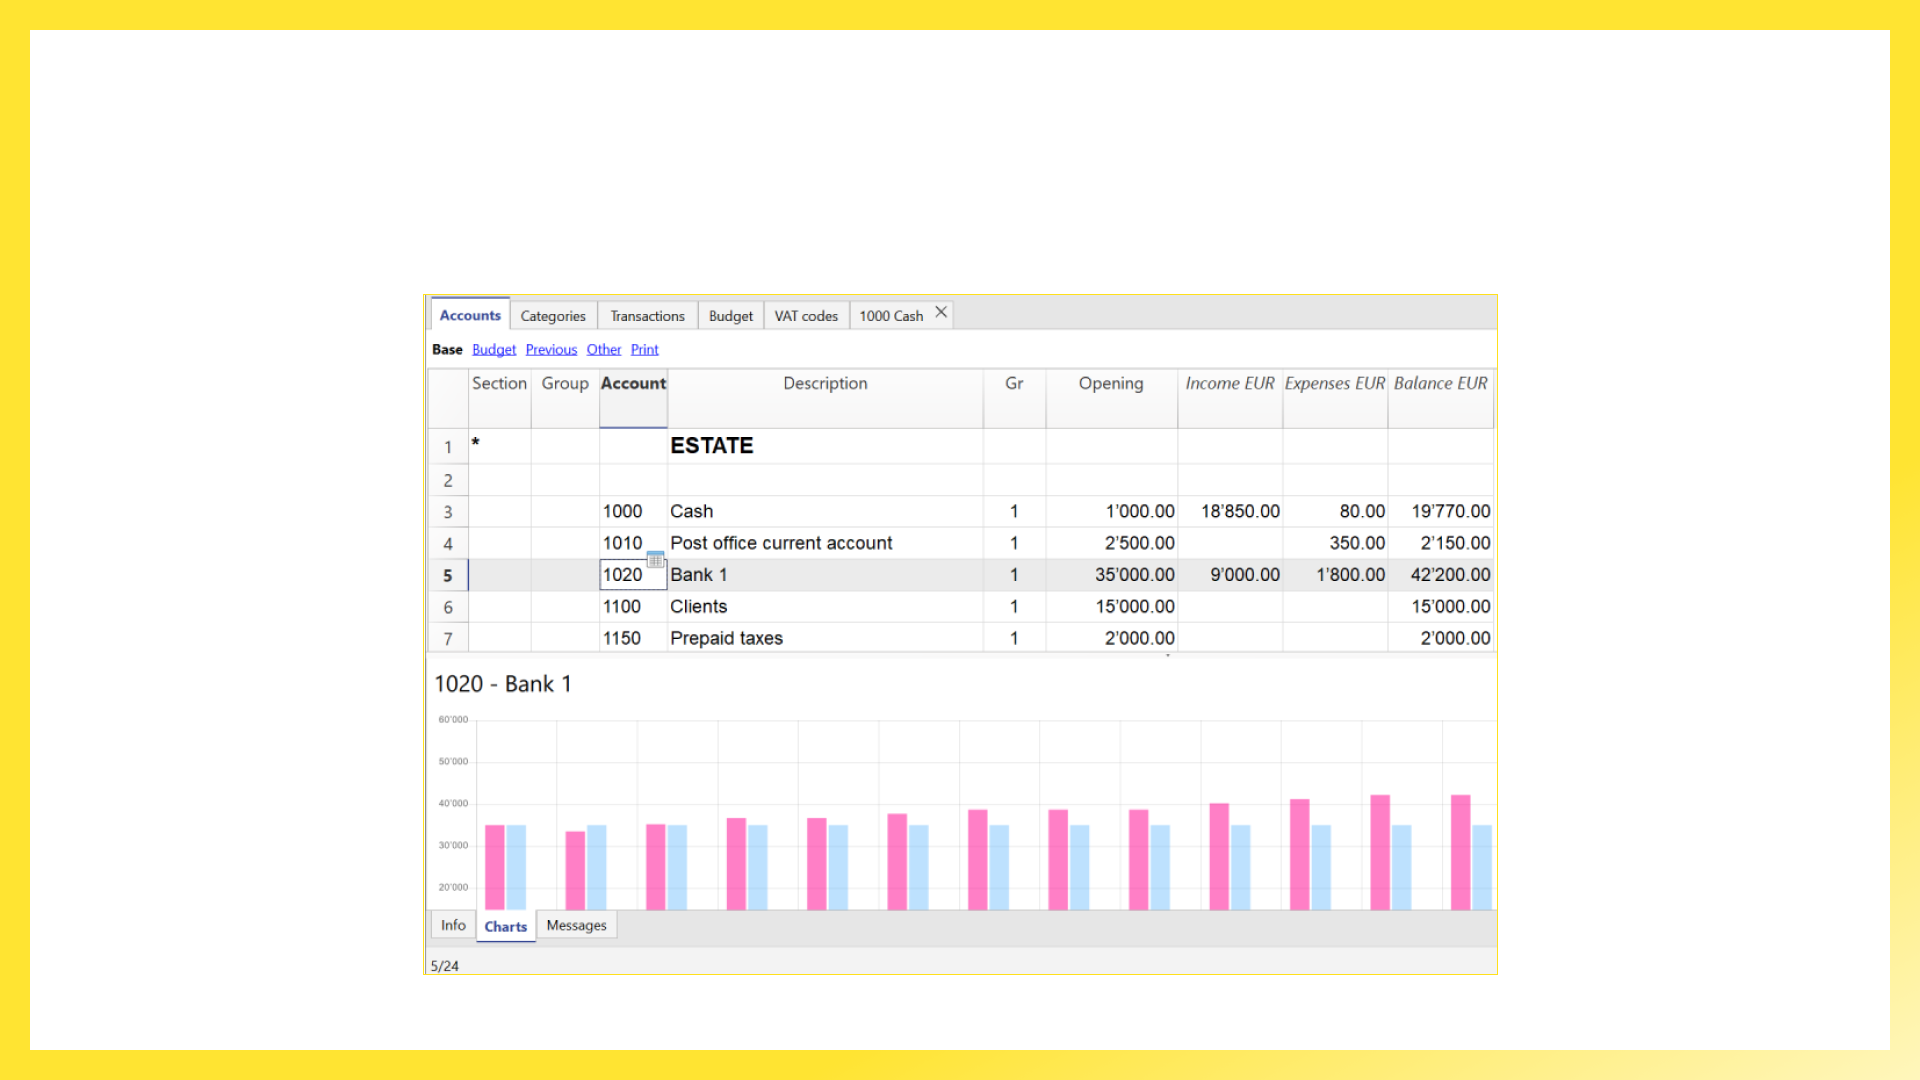 Accounts Categories Transactions Budget VAT codes 1000 Cash
Base Budget Previous Other Print
Section Group Account Description Gr Opening Income EUR Expenses EUR Balance EUR
1 * ESTATE
2
3 1000 Cash 1 1'000.00 18'850.00 80.00 19'770.00
4 1010 Post office current account 1 2'500.00 350.00 2'150.00
5 1020 Bank 1 1 35'000.00 9'000.00 1'800.00 42'200.00
6 1100 Clients 1 15'000.00 15'000.00
7 1150 Prepaid taxes 1 2'000.00 2'000.00
1020 - Bank 1
60'000
50'000
40'000
30'000
20'000
Info Charts Messages
5/24